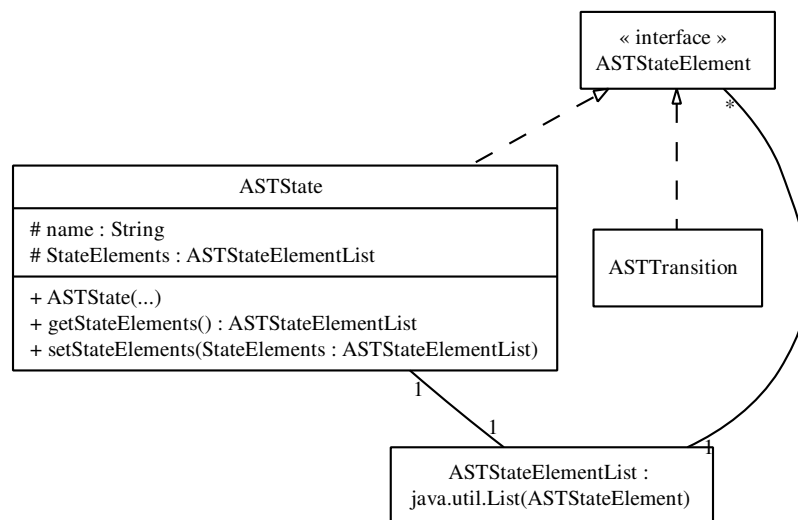 « interface »
ASTStateElement
*
ASTState
# name : String
# StateElements : ASTStateElementList
+ ASTState(...)
+ getStateElements() : ASTStateElementList
+ setStateElements(StateElements : ASTStateElementList)
ASTTransition
1
1
1
ASTStateElementList :
java.util.List(ASTStateElement)